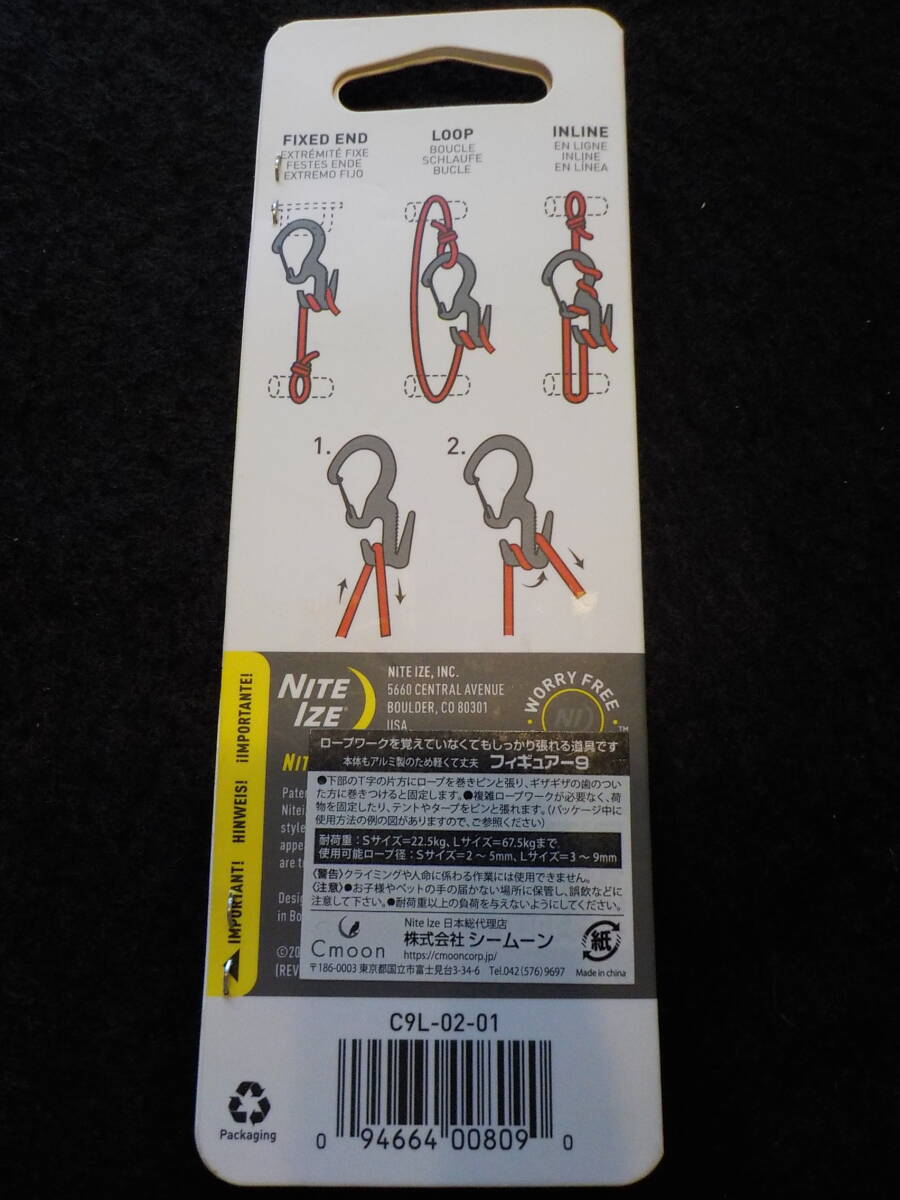 FIXED END
EXTRÉMITÉ FIXE
FESTES ENDE
EXTREMO FIJO
LOOP
BOUCLE
SCHLAUFE
BUCLE
INLINE
EN LIGNE
INLINE
EN LÍNEA
1.
2.
IMPORTANT! HINWEIS! ¡IMPORTANTE!
NITE IZE®
NITE IZE, INC.
5660 CENTRAL AVENUE
BOULDER, CO 80301
USA
WORRY FREE
NI
™
ロープワークを覚えていなくてもしっかり張れる道具です
本体もアルミ製のため軽くて丈夫 フィギュアー9
●下部のT字の片方にロープを巻きピンと張り、ギザギザの歯のつい
た方に巻きつけると固定します。●複雑ロープワークが必要なく、荷
物を固定したり、テントやタープをピンと張れます。(パッケージ中に
使用方法の例の図がありますので、ご参照ください)
耐荷重:Sサイズ=22.5kg、Lサイズ=67.5kgまで
使用可能ロープ径:Sサイズ=2～5mm、Lサイズ=3～9mm
〈警告〉クライミングや人命に係わる作業には使用できません。
〈注意〉●お子様やペットの手の届かない場所に保管し、誤飲などに
注意して下さい。●耐荷重以上の負荷を与えないようにしてください。
Cmoon
Nite Ize 日本総代理店
株式会社 シームーン
https://cmooncorp.jp/
〒186-0003 東京都国立市富士見台3-34-6 Tel.042(576)9697
紙
Made in china
C9L-02-01
0 94664 00809 0
Packaging